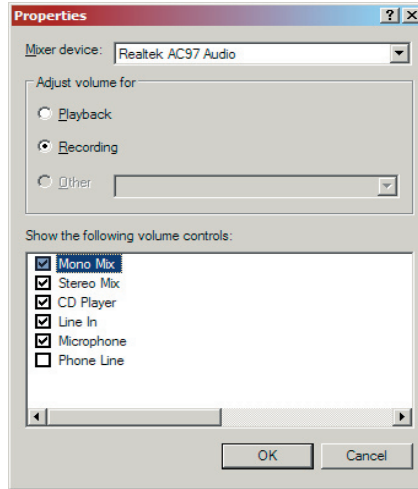 Properties
Mixer device: Realtek AC97 Audio
Adjust volume for
Playback
Recording
Other
Show the following volume controls:
Mono Mix
Stereo Mix
CD Player
Line In
Microphone
Phone Line
OK Cancel